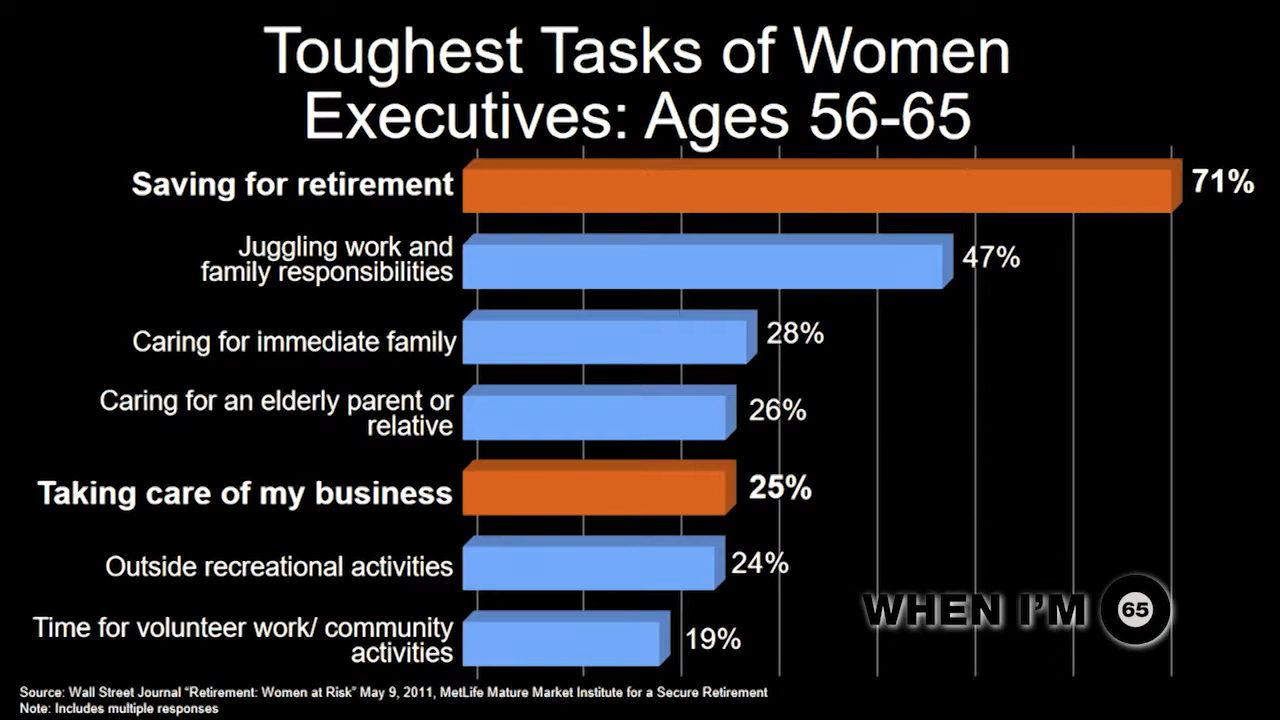 Toughest Tasks of Women
Executives: Ages 56-65
Saving for retirement
71%
Juggling work and
family responsibilities
47%
Caring for immediate family
28%
Caring for an elderly parent or
relative
26%
Taking care of my business
25%
Outside recreational activities
24%
Time for volunteer work/ community
activities
19%
WHEN I'M 65
Source: Wall Street Journal “Retirement: Women at Risk” May 9, 2011, MetLife Mature Market Institute for a Secure Retirement
Note: Includes multiple responses